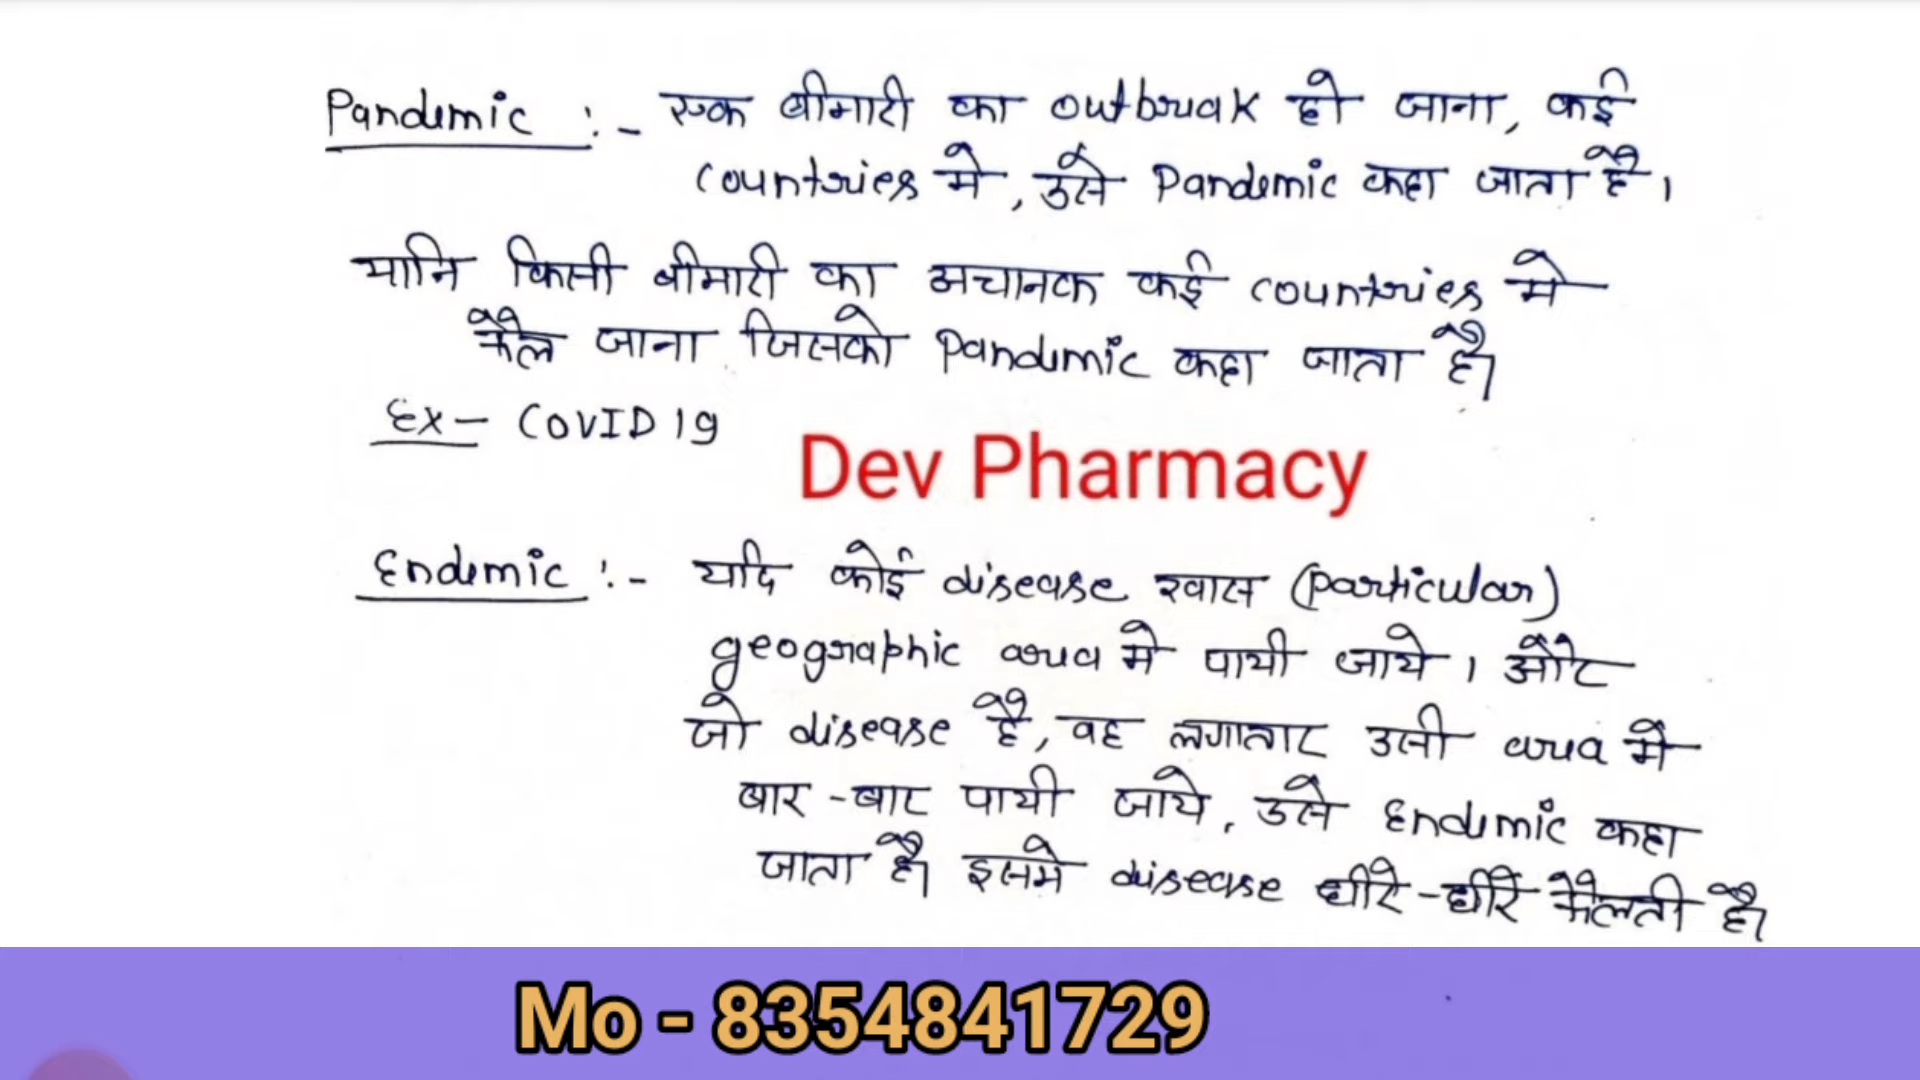 Pandemic :- एक बीमारी का outbreak हो जाना, कई
countries मे, उसे Pandemic कहा जाता है।
यानि किसी बीमारी का अचानक कई countries मे
फैल जाना जिसको Pandemic कहा जाता है।
Ex- COVID 19
Dev Pharmacy
Endemic :- यदि कोई disease खास (particular)
geographic area मे पायी जाये। और
जो disease है, वह लगातार उसी area मे
बार-बार पायी जाये, उसे Endemic कहा
जाता है। इसमे disease धीरे-धीरे फैलती है।
Mo - 8354841729